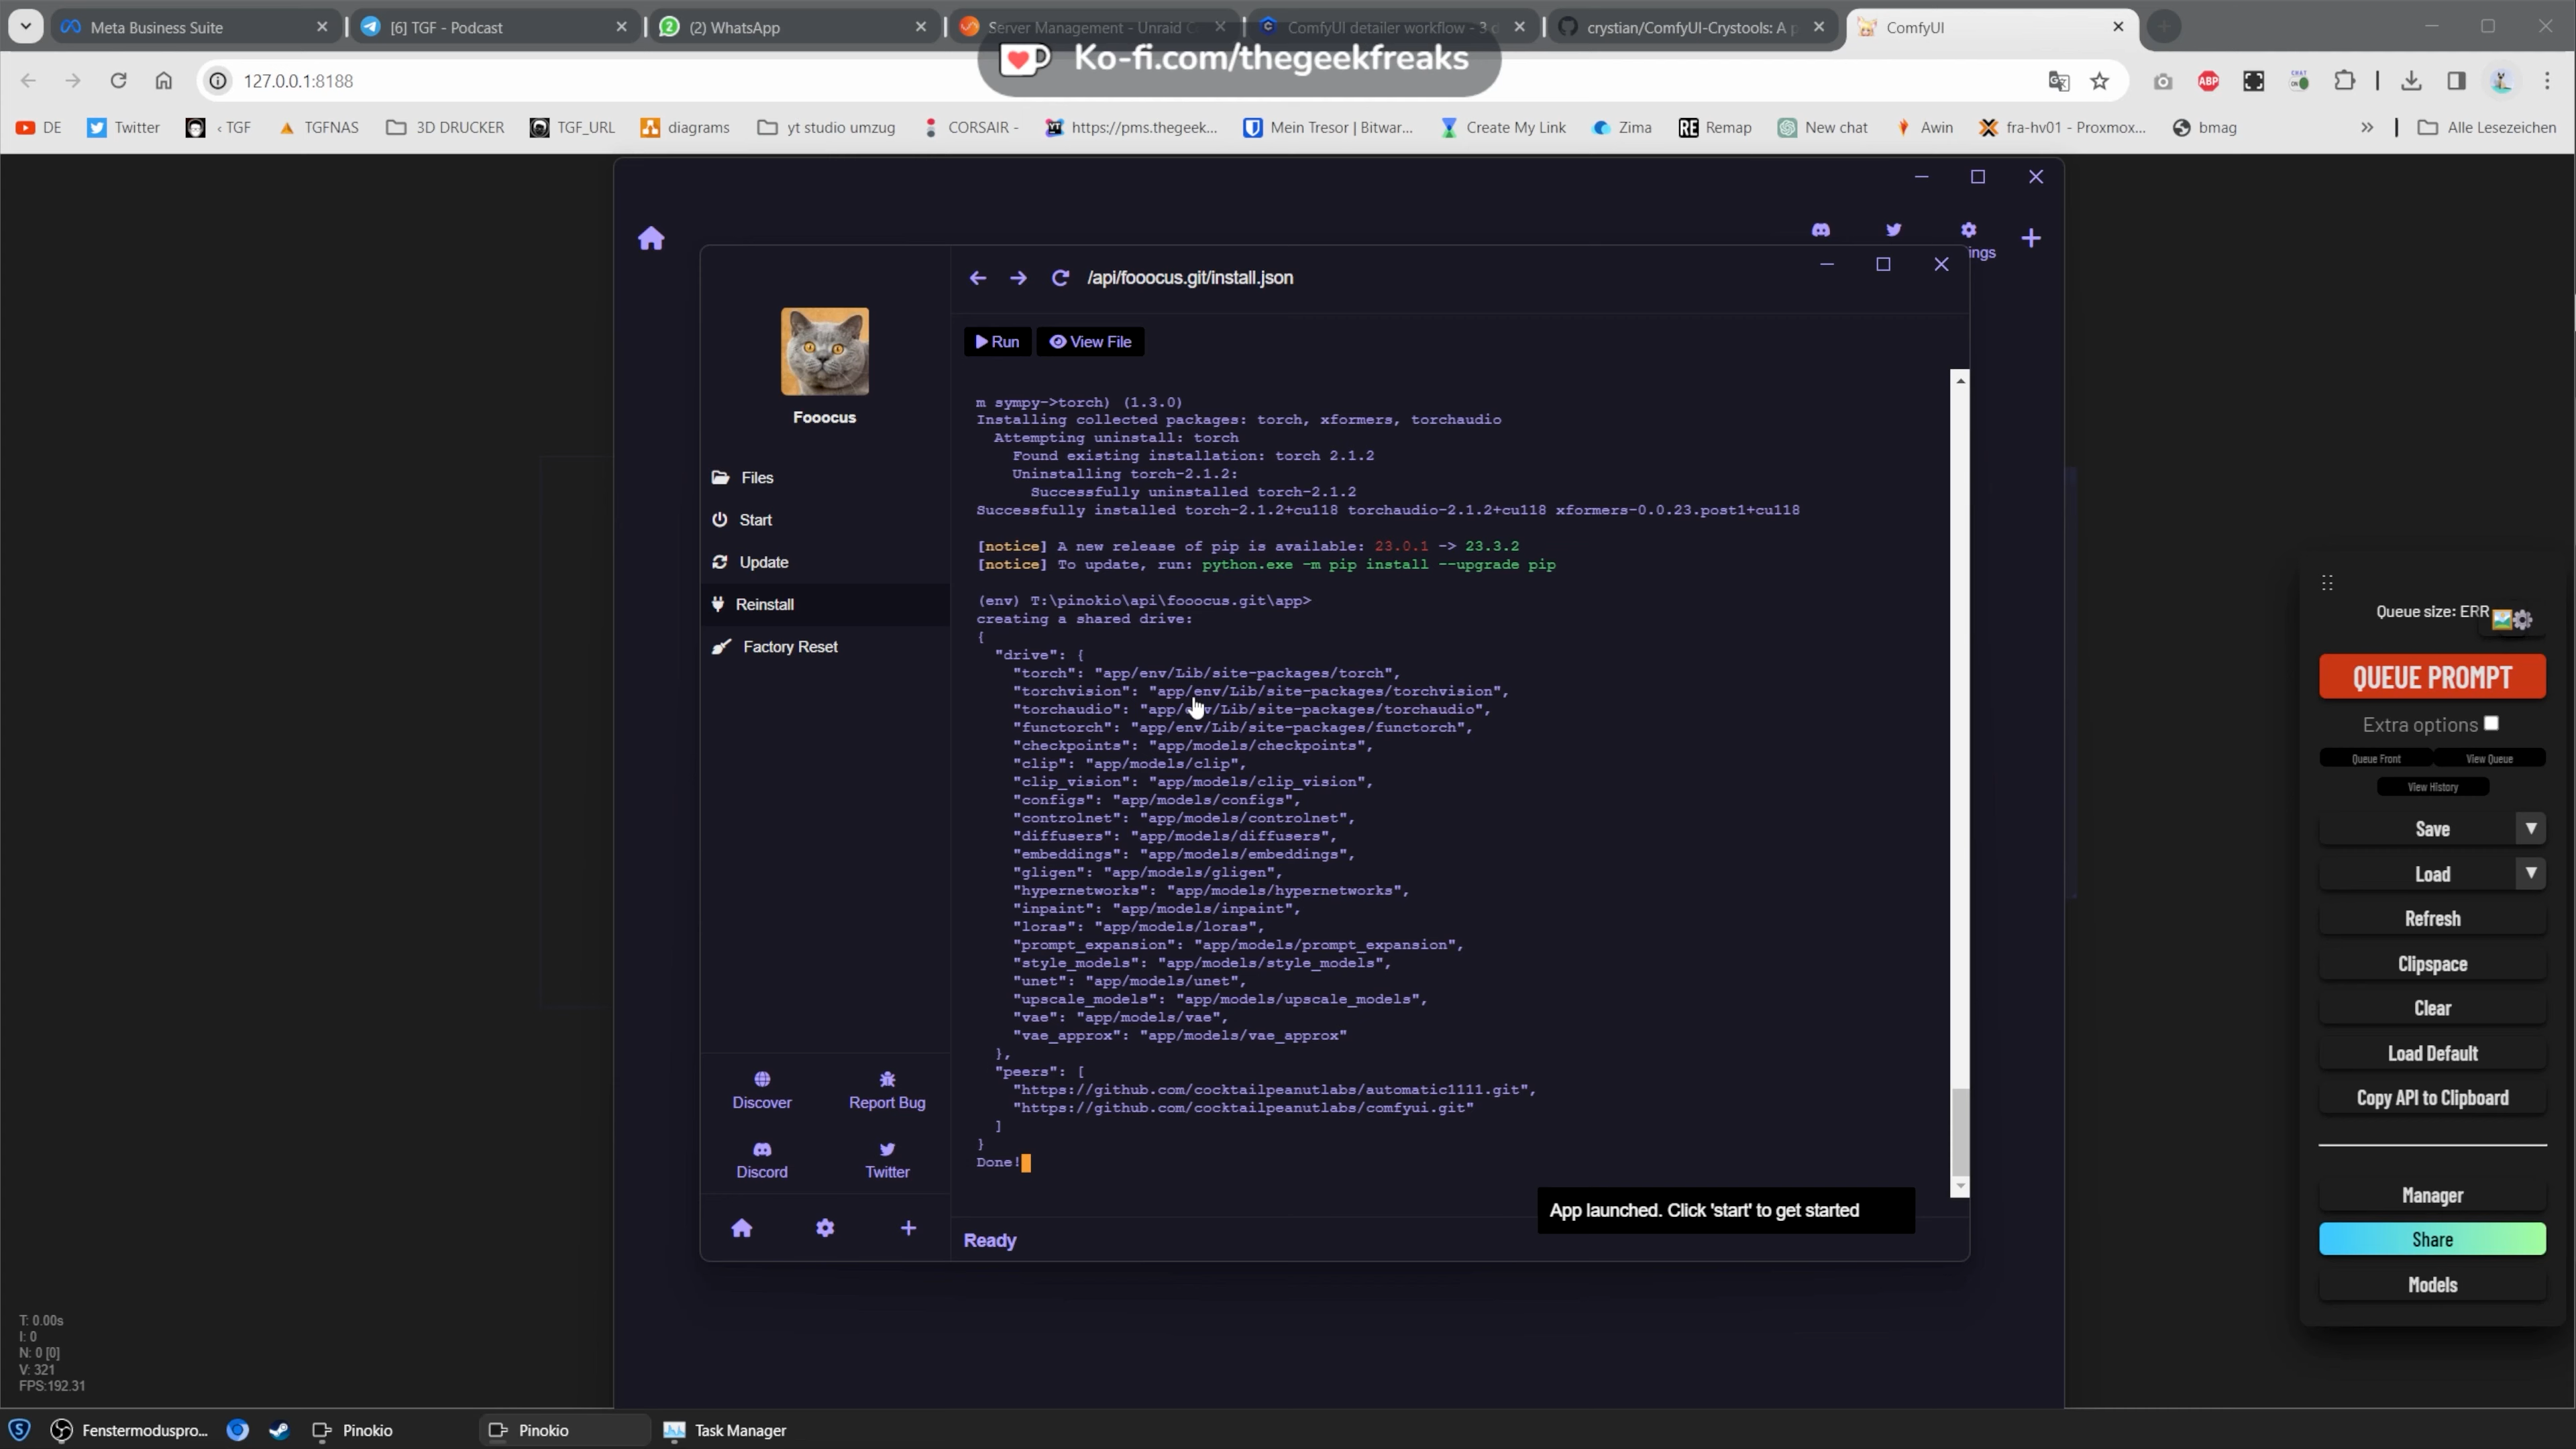 Meta Business Suite
[6] TGF - Podcast
(2) WhatsApp
Server Management - Unraid C
ComfyUI detailer workflow - 3 c
crystian/ComfyUI-Crystools: A p
ComfyUI
Ko-fi.com/thegeekfreaks
127.0.0.1:8188
ABP
DE
Twitter
‹ TGF
TGFNAS
3D DRUCKER
TGF_URL
diagrams
yt studio umzug
CORSAIR -
https://pms.thegeek...
Mein Tresor | Bitwar...
Create My Link
Zima
Remap
New chat
Awin
fra-hv01 - Proxmox...
bmag
»
Alle Lesezeichen
ings
/api/fooocus.git/install.json
Run
View File
Fooocus
Files
Start
Update
Reinstall
Factory Reset
m sympy->torch) (1.3.0)
Installing collected packages: torch, xformers, torchaudio
Attempting uninstall: torch
Found existing installation: torch 2.1.2
Uninstalling torch-2.1.2:
Successfully uninstalled torch-2.1.2
Successfully installed torch-2.1.2+cu118 torchaudio-2.1.2+cu118 xformers-0.0.23.post1+cu118
[notice] A new release of pip is available: 23.0.1 -> 23.3.2
[notice] To update, run: python.exe -m pip install --upgrade pip
(env) T:\pinokio\api\fooocus.git\app>
creating a shared drive:
{
"drive": {
"torch": "app/env/Lib/site-packages/torch",
"torchvision": "app/env/Lib/site-packages/torchvision",
"torchaudio": "app/env/Lib/site-packages/torchaudio",
"functorch": "app/env/Lib/site-packages/functorch",
"checkpoints": "app/models/checkpoints",
"clip": "app/models/clip",
"clip_vision": "app/models/clip_vision",
"configs": "app/models/configs",
"controlnet": "app/models/controlnet",
"diffusers": "app/models/diffusers",
"embeddings": "app/models/embeddings",
"gligen": "app/models/gligen",
"hypernetworks": "app/models/hypernetworks",
"inpaint": "app/models/inpaint",
"loras": "app/models/loras",
"prompt_expansion": "app/models/prompt_expansion",
"style_models": "app/models/style_models",
"unet": "app/models/unet",
"upscale_models": "app/models/upscale_models",
"vae": "app/models/vae",
"vae_approx": "app/models/vae_approx"
},
"peers": [
"https://github.com/cocktailpeanutlabs/automatic1111.git",
"https://github.com/cocktailpeanutlabs/comfyui.git"
]
}
Done!
Discover
Report Bug
Discord
Twitter
App launched. Click 'start' to get started
Ready
Queue size: ERR
QUEUE PROMPT
Extra options
Queue Front
View Queue
View History
Save
Load
Refresh
Clipspace
Clear
Load Default
Copy API to Clipboard
Manager
Share
Models
T: 0.00s
I: 0
N: 0 [0]
V: 321
FPS:192.31
Fenstermoduspro...
Pinokio
Pinokio
Task Manager